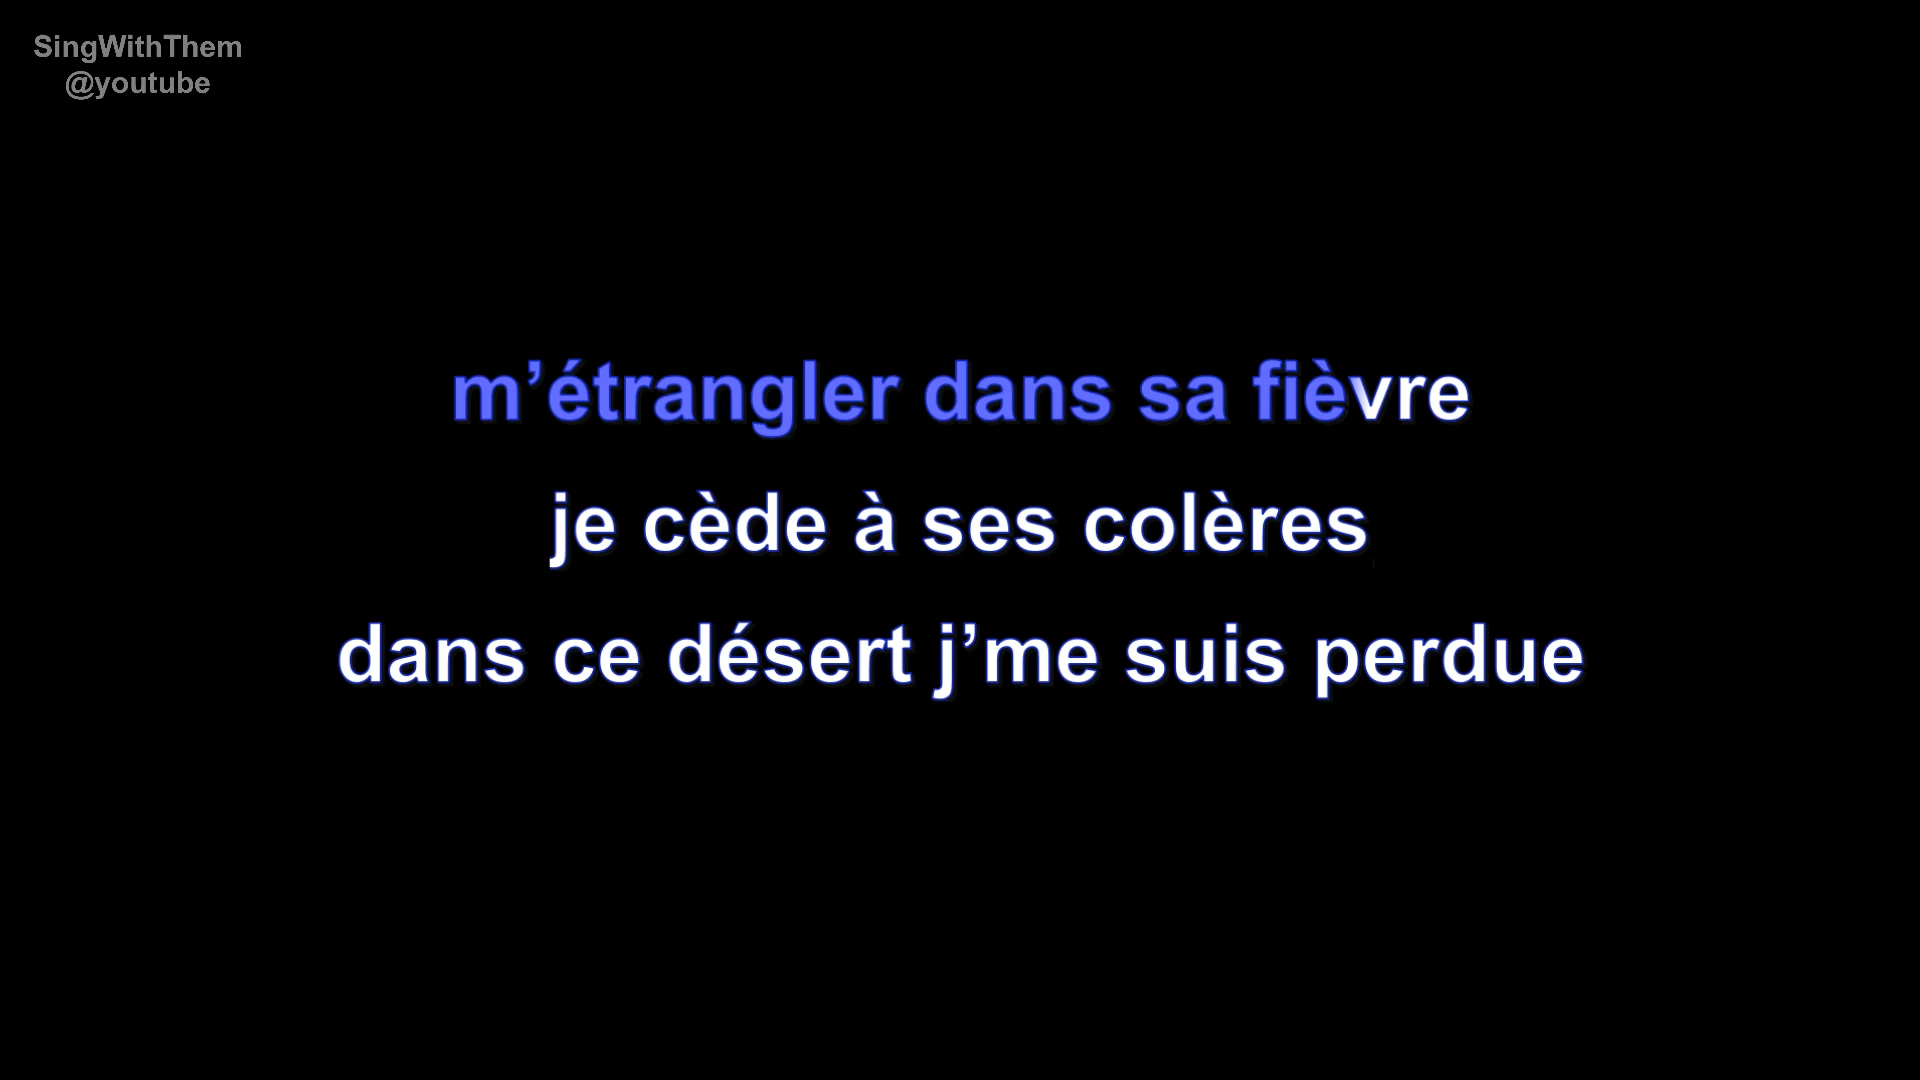 SingWithThem
@youtube
m’étrangler dans sa fièvre
je cède à ses colères
dans ce désert j’me suis perdue